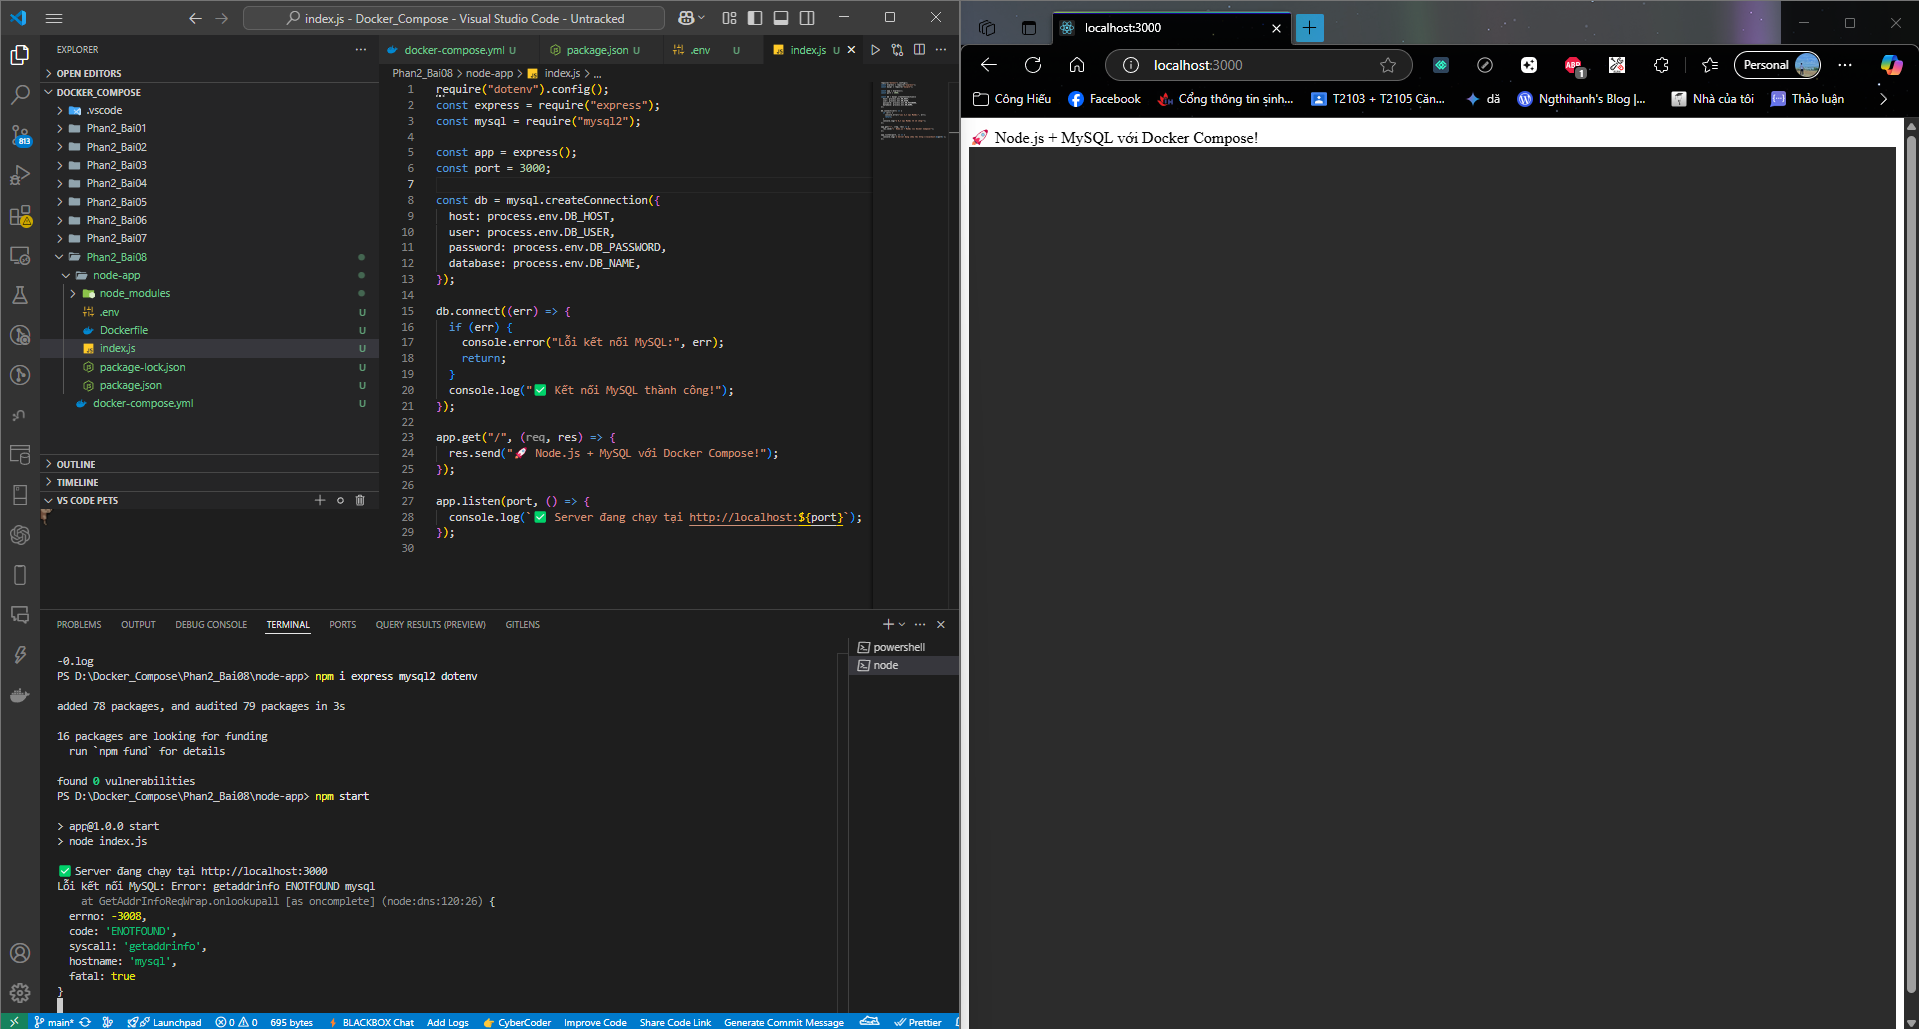 index.js - Docker_Compose - Visual Studio Code - Untracked
EXPLORER
OPEN EDITORS
DOCKER_COMPOSE
.vscode
Phan2_Bai01
Phan2_Bai02
Phan2_Bai03
Phan2_Bai04
Phan2_Bai05
Phan2_Bai06
Phan2_Bai07
Phan2_Bai08
node-app
node_modules
.env U
Dockerfile U
index.js U
package-lock.json U
package.json U
docker-compose.yml U
OUTLINE
TIMELINE
VS CODE PETS
813
docker-compose.yml U package.json U .env U index.js U
Phan2_Bai08 > node-app > index.js > ...
1 require("dotenv").config();
2 const express = require("express");
3 const mysql = require("mysql2");
4
5 const app = express();
6 const port = 3000;
7
8 const db = mysql.createConnection({
9 host: process.env.DB_HOST,
10 user: process.env.DB_USER,
11 password: process.env.DB_PASSWORD,
12 database: process.env.DB_NAME,
13 });
14
15 db.connect((err) => {
16 if (err) {
17 console.error("Lỗi kết nối MySQL:", err);
18 return;
19 }
20 console.log("✅ Kết nối MySQL thành công!");
21 });
22
23 app.get("/", (req, res) => {
24 res.send("🚀 Node.js + MySQL với Docker Compose!");
25 });
26
27 app.listen(port, () => {
28 console.log(`✅ Server đang chạy tại http://localhost:${port}`);
29 });
30
PROBLEMS OUTPUT DEBUG CONSOLE TERMINAL PORTS QUERY RESULTS (PREVIEW) GITLENS
powershell
node
-0.log
PS D:\Docker_Compose\Phan2_Bai08\node-app> npm i express mysql2 dotenv
added 78 packages, and audited 79 packages in 3s
16 packages are looking for funding
run `npm fund` for details
found 0 vulnerabilities
PS D:\Docker_Compose\Phan2_Bai08\node-app> npm start
> app@1.0.0 start
> node index.js
✅ Server đang chạy tại http://localhost:3000
Lỗi kết nối MySQL: Error: getaddrinfo ENOTFOUND mysql
at GetAddrInfoReqWrap.onlookupall [as oncomplete] (node:dns:120:26) {
errno: -3008,
code: 'ENOTFOUND',
syscall: 'getaddrinfo',
hostname: 'mysql',
fatal: true
}
main* Launchpad 0 0 695 bytes BLACKBOX Chat Add Logs 👉 CyberCoder Improve Code Share Code Link Generate Commit Message Prettier
localhost:3000
localhost:3000
ABP 1
Personal
Công Hiếu Facebook Cổng thông tin sinh... T2103 + T2105 Căn... dã Ngthihanh's Blog |... Nhà của tôi Thảo luận
🚀 Node.js + MySQL với Docker Compose!